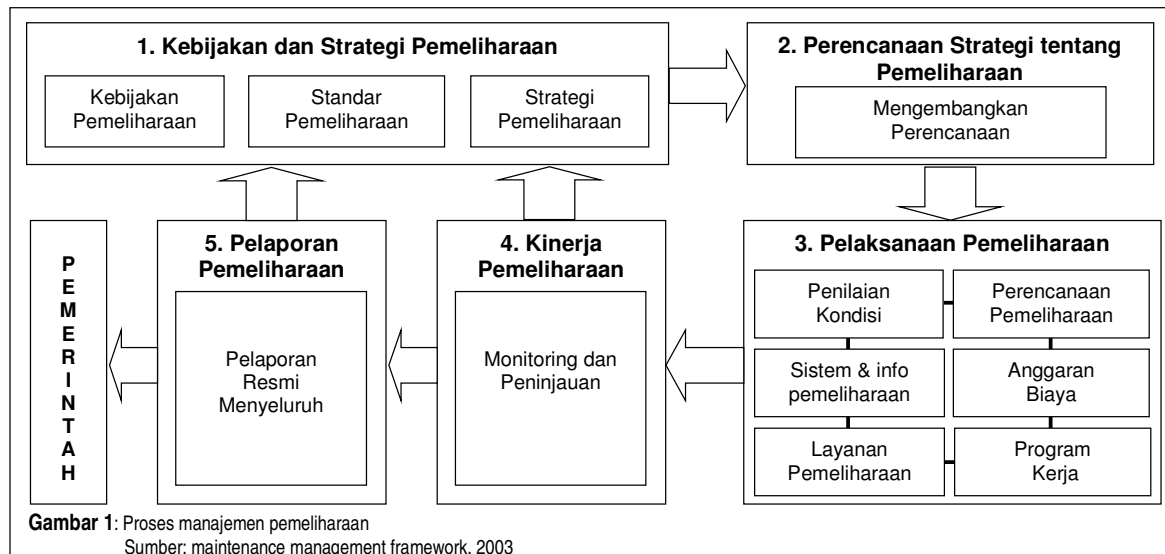 1. Kebijakan dan Strategi Pemeliharaan
Kebijakan
Pemeliharaan
Standar
Pemeliharaan
Strategi
Pemeliharaan
2. Perencanaan Strategi tentang
Pemeliharaan
Mengembangkan
Perencanaan
3. Pelaksanaan Pemeliharaan
Penilaian
Kondisi
Perencanaan
Pemeliharaan
Sistem & info
pemeliharaan
Anggaran
Biaya
Layanan
Pemeliharaan
Program
Kerja
4. Kinerja
Pemeliharaan
Monitoring dan
Peninjauan
5. Pelaporan
Pemeliharaan
Pelaporan
Resmi
Menyeluruh
P
E
M
E
R
I
N
T
A
H
Gambar 1: Proses manajemen pemeliharaan
Sumber: maintenance management framework, 2003